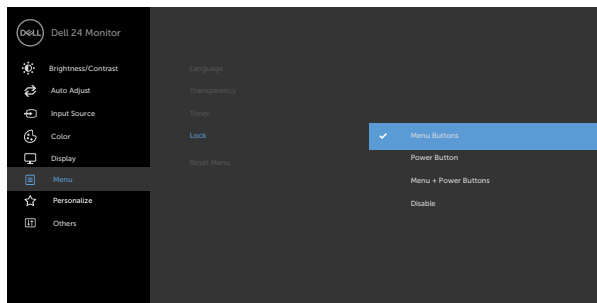 DELL Dell 24 Monitor
Brightness/Contrast
Auto Adjust
Input Source
Color
Display
Menu
Personalize
Others
Language
Transparency
Timer
Lock
Reset Menu
Menu Buttons
Power Button
Menu + Power Buttons
Disable